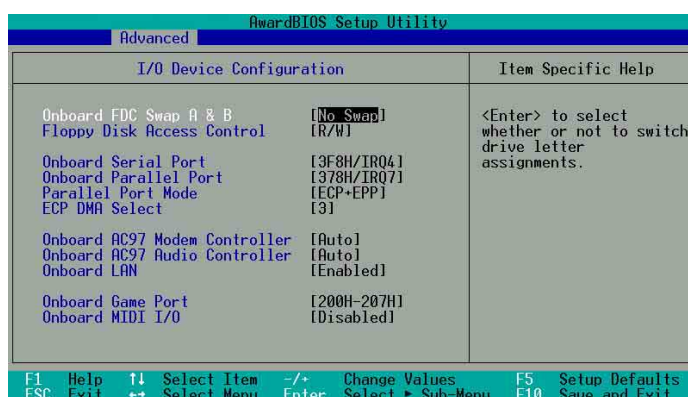 AwardBIOS Setup Utility
Advanced
I/O Device Configuration
Item Specific Help
Onboard FDC Swap A & B [No Swap]
Floppy Disk Access Control [R/W]
Onboard Serial Port [3F8H/IRQ4]
Onboard Parallel Port [378H/IRQ7]
Parallel Port Mode [ECP+EPP]
ECP DMA Select [3]
Onboard AC97 Modem Controller [Auto]
Onboard AC97 Audio Controller [Auto]
Onboard LAN [Enabled]
Onboard Game Port [200H-207H]
Onboard MIDI I/O [Disabled]
<Enter> to select
whether or not to switch
drive letter
assignments.
F1 Help ↑↓ Select Item -/+ Change Values F5 Setup Defaults
ESC Exit ←→ Select Menu Enter Select ► Sub-Menu F10 Save and Exit